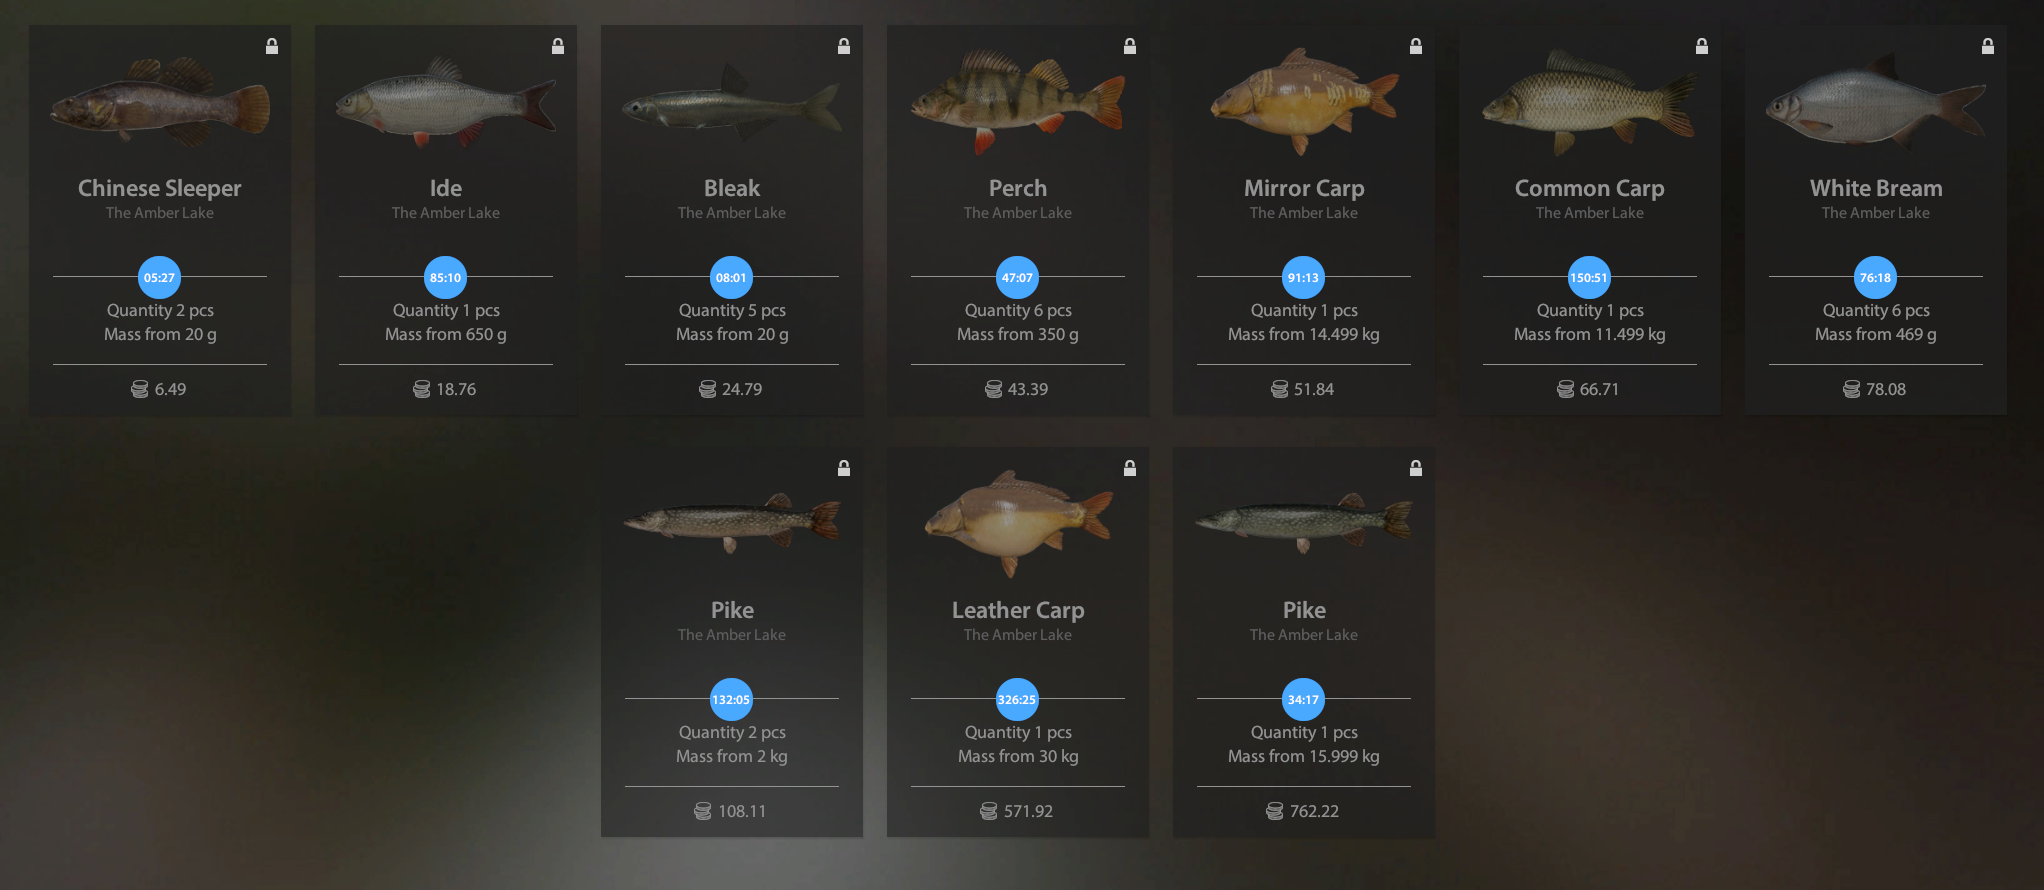 Chinese Sleeper
The Amber Lake
05:27
Quantity 2 pcs
Mass from 20 g
6.49
Ide
The Amber Lake
85:10
Quantity 1 pcs
Mass from 650 g
18.76
Bleak
The Amber Lake
08:01
Quantity 5 pcs
Mass from 20 g
24.79
Perch
The Amber Lake
47:07
Quantity 6 pcs
Mass from 350 g
43.39
Mirror Carp
The Amber Lake
91:13
Quantity 1 pcs
Mass from 14.499 kg
51.84
Common Carp
The Amber Lake
150:51
Quantity 1 pcs
Mass from 11.499 kg
66.71
White Bream
The Amber Lake
76:18
Quantity 6 pcs
Mass from 469 g
78.08
Pike
The Amber Lake
132:05
Quantity 2 pcs
Mass from 2 kg
108.11
Leather Carp
The Amber Lake
326:25
Quantity 1 pcs
Mass from 30 kg
571.92
Pike
The Amber Lake
34:17
Quantity 1 pcs
Mass from 15.999 kg
762.22